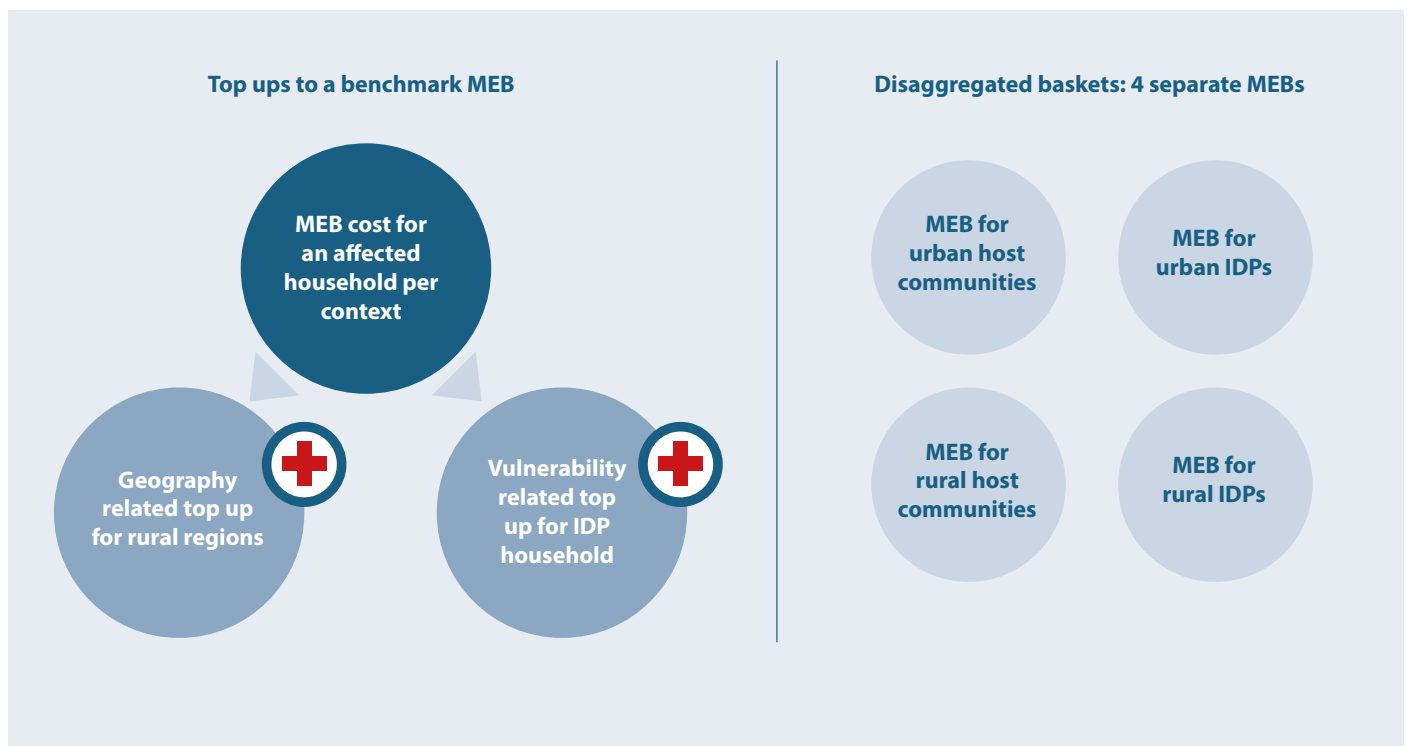 Top ups to a benchmark MEB
MEB cost for
an affected
household per
context
Geography
related top up
for rural regions
Vulnerability
related top
up for IDP
household
Disaggregated baskets: 4 separate MEBs
MEB for
urban host
communities
MEB for
urban IDPs
MEB for
rural host
communities
MEB for
rural IDPs